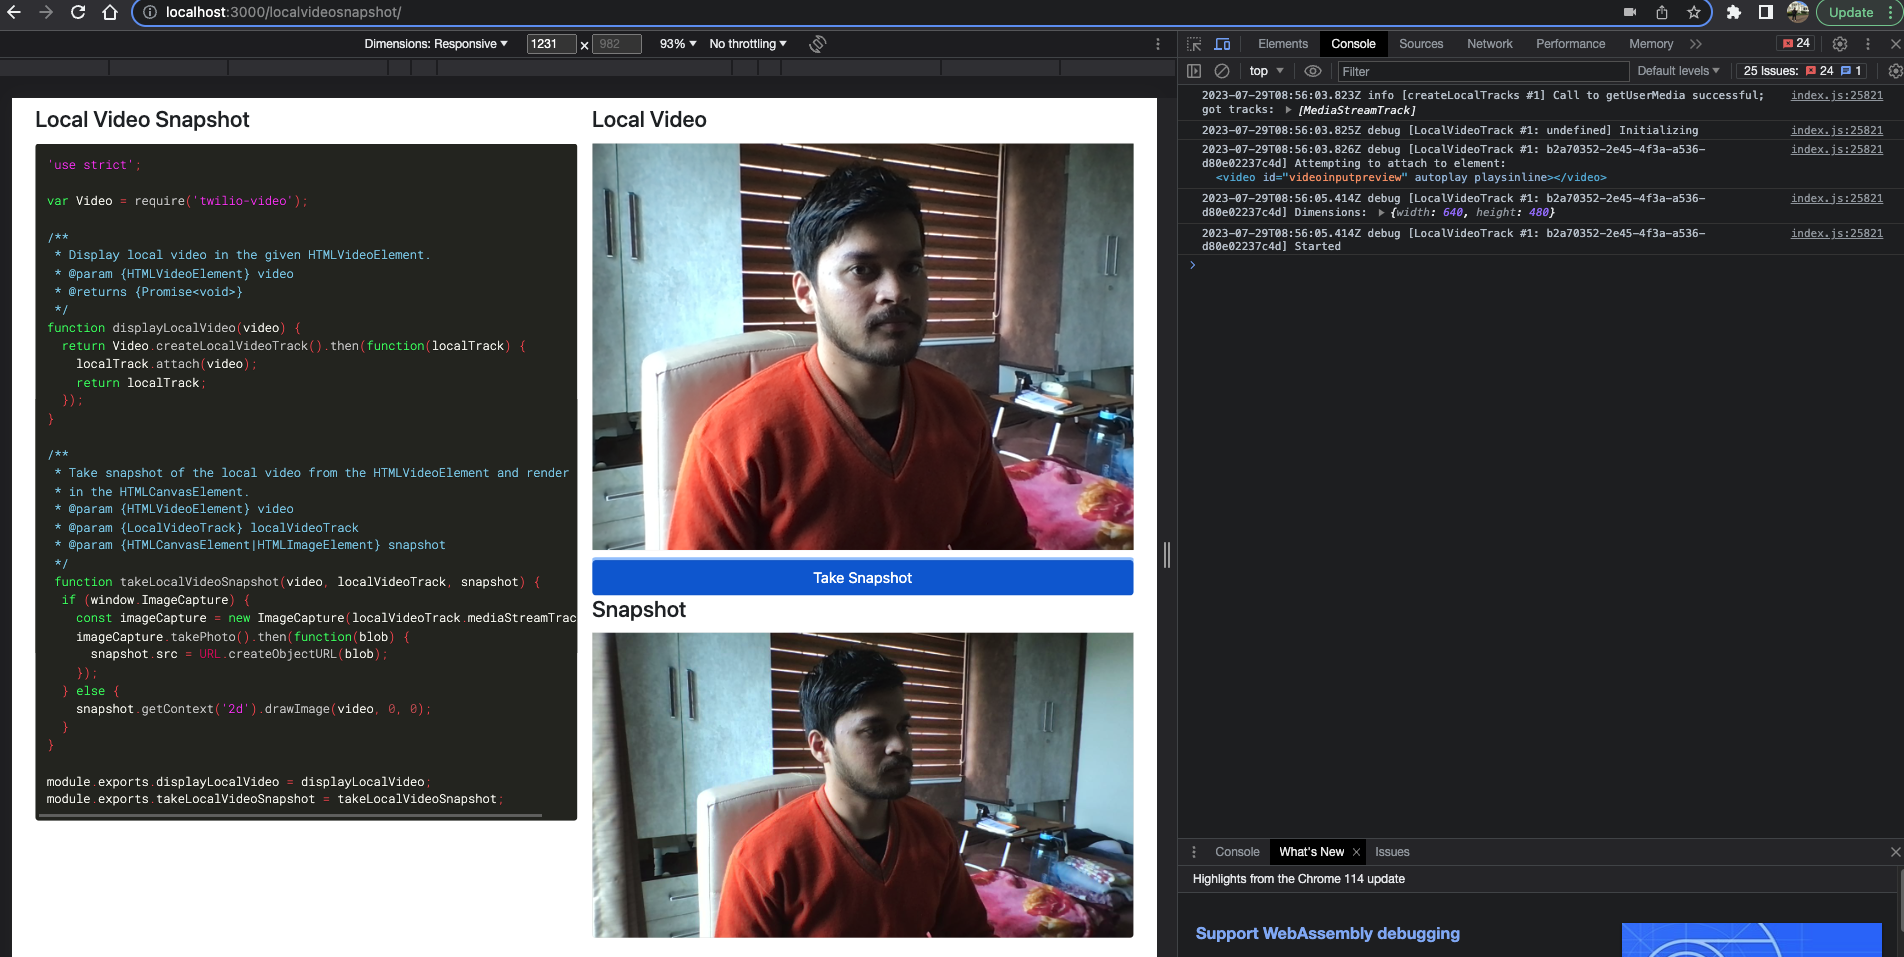 localhost:3000/localvideosnapshot/
Update
Dimensions: Responsive
1231 × 982
93%
No throttling
Elements Console Sources Network Performance Memory
24
top
Filter
Default levels
25 Issues: 24 1
Local Video Snapshot
'use strict';
var Video = require('twilio-video');
/**
* Display local video in the given HTMLVideoElement.
* @param {HTMLVideoElement} video
* @returns {Promise<void>}
*/
function displayLocalVideo(video) {
return Video.createLocalVideoTrack().then(function(localTrack) {
localTrack.attach(video);
return localTrack;
});
}
/**
* Take snapshot of the local video from the HTMLVideoElement and render
* in the HTMLCanvasElement.
* @param {HTMLVideoElement} video
* @param {LocalVideoTrack} localVideoTrack
* @param {HTMLCanvasElement|HTMLImageElement} snapshot
*/
function takeLocalVideoSnapshot(video, localVideoTrack, snapshot) {
if (window.ImageCapture) {
const imageCapture = new ImageCapture(localVideoTrack.mediaStreamTrac
imageCapture.takePhoto().then(function(blob) {
snapshot.src = URL.createObjectURL(blob);
});
} else {
snapshot.getContext('2d').drawImage(video, 0, 0);
}
}
module.exports.displayLocalVideo = displayLocalVideo;
module.exports.takeLocalVideoSnapshot = takeLocalVideoSnapshot;
Local Video
Take Snapshot
Snapshot
2023-07-29T08:56:03.823Z info [createLocalTracks #1] Call to getUserMedia successful; index.js:25821
got tracks: ▶ [MediaStreamTrack]
2023-07-29T08:56:03.825Z debug [LocalVideoTrack #1: undefined] Initializing index.js:25821
2023-07-29T08:56:03.826Z debug [LocalVideoTrack #1: b2a70352-2e45-4f3a-a536- index.js:25821
d80e02237c4d] Attempting to attach to element:
<video id="videoinputpreview" autoplay playsinline></video>
2023-07-29T08:56:05.414Z debug [LocalVideoTrack #1: b2a70352-2e45-4f3a-a536- index.js:25821
d80e02237c4d] Dimensions: ▶ {width: 640, height: 480}
2023-07-29T08:56:05.414Z debug [LocalVideoTrack #1: b2a70352-2e45-4f3a-a536- index.js:25821
d80e02237c4d] Started
Console What's New Issues
Highlights from the Chrome 114 update
Support WebAssembly debugging